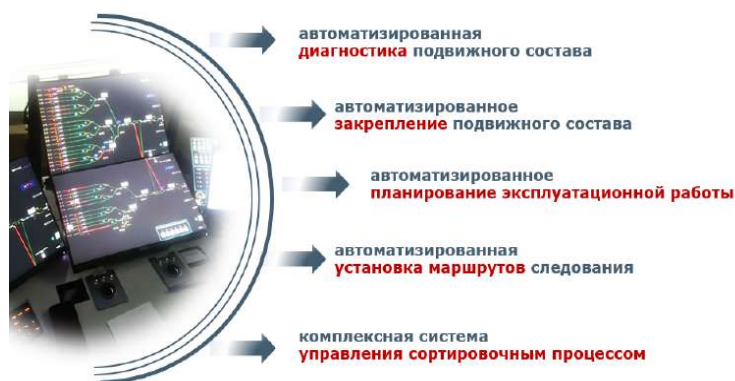 автоматизированная
диагностика подвижного состава
автоматизированное
закрепление подвижного состава
автоматизированное
планирование эксплуатационной работы
автоматизированная
установка маршрутов следования
комплексная система
управления сортировочным процессом